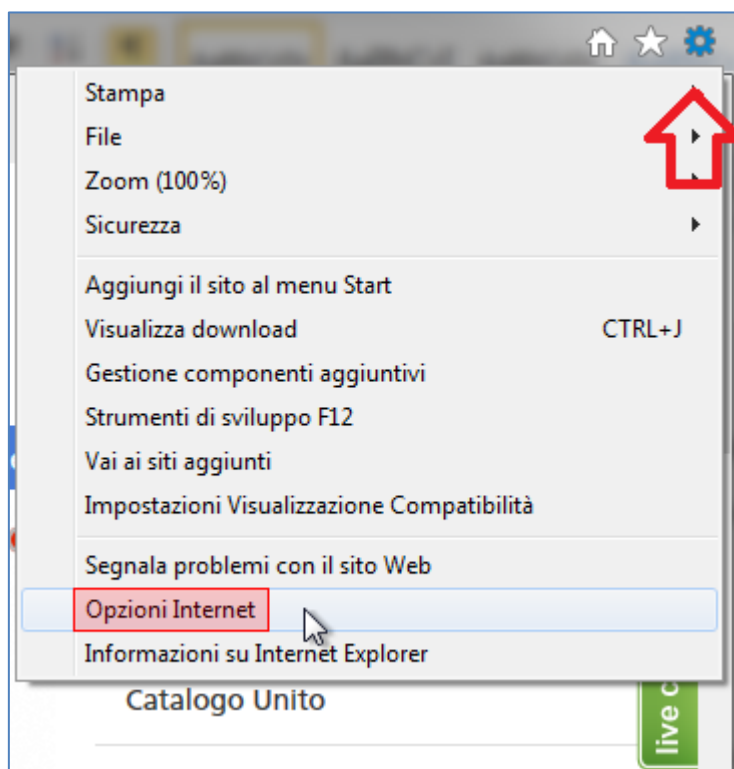 Stampa
File
Zoom (100%)
Sicurezza
Aggiungi il sito al menu Start
Visualizza download CTRL+J
Gestione componenti aggiuntivi
Strumenti di sviluppo F12
Vai ai siti aggiunti
Impostazioni Visualizzazione Compatibilità
Segnala problemi con il sito Web
Opzioni Internet
Informazioni su Internet Explorer
Catalogo Unito
live